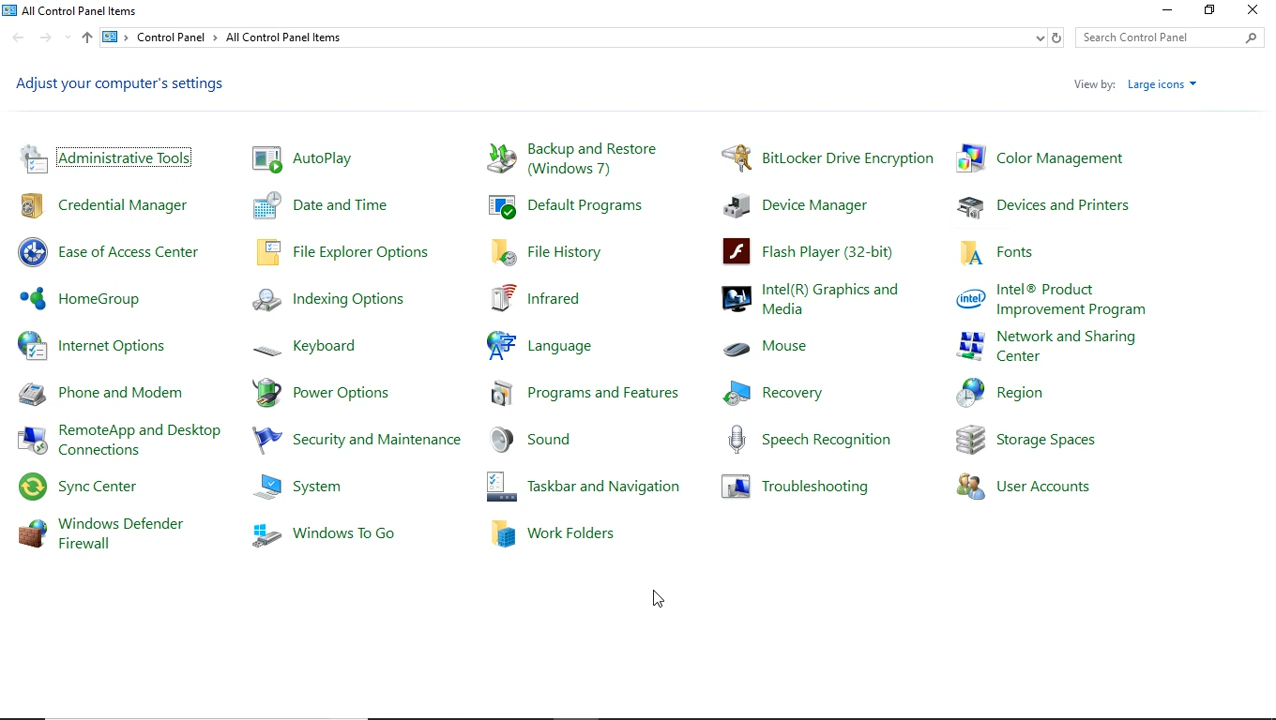 All Control Panel Items
Control Panel › All Control Panel Items
Search Control Panel
Adjust your computer's settings
View by: Large icons
Administrative Tools
AutoPlay
Backup and Restore
(Windows 7)
BitLocker Drive Encryption
Color Management
Credential Manager
Date and Time
Default Programs
Device Manager
Devices and Printers
Ease of Access Center
File Explorer Options
File History
Flash Player (32-bit)
Fonts
HomeGroup
Indexing Options
Infrared
Intel(R) Graphics and
Media
intel
Intel® Product
Improvement Program
Internet Options
Keyboard
Language
Mouse
Network and Sharing
Center
Phone and Modem
Power Options
Programs and Features
Recovery
Region
RemoteApp and Desktop
Connections
Security and Maintenance
Sound
Speech Recognition
Storage Spaces
Sync Center
System
Taskbar and Navigation
Troubleshooting
User Accounts
Windows Defender
Firewall
Windows To Go
Work Folders